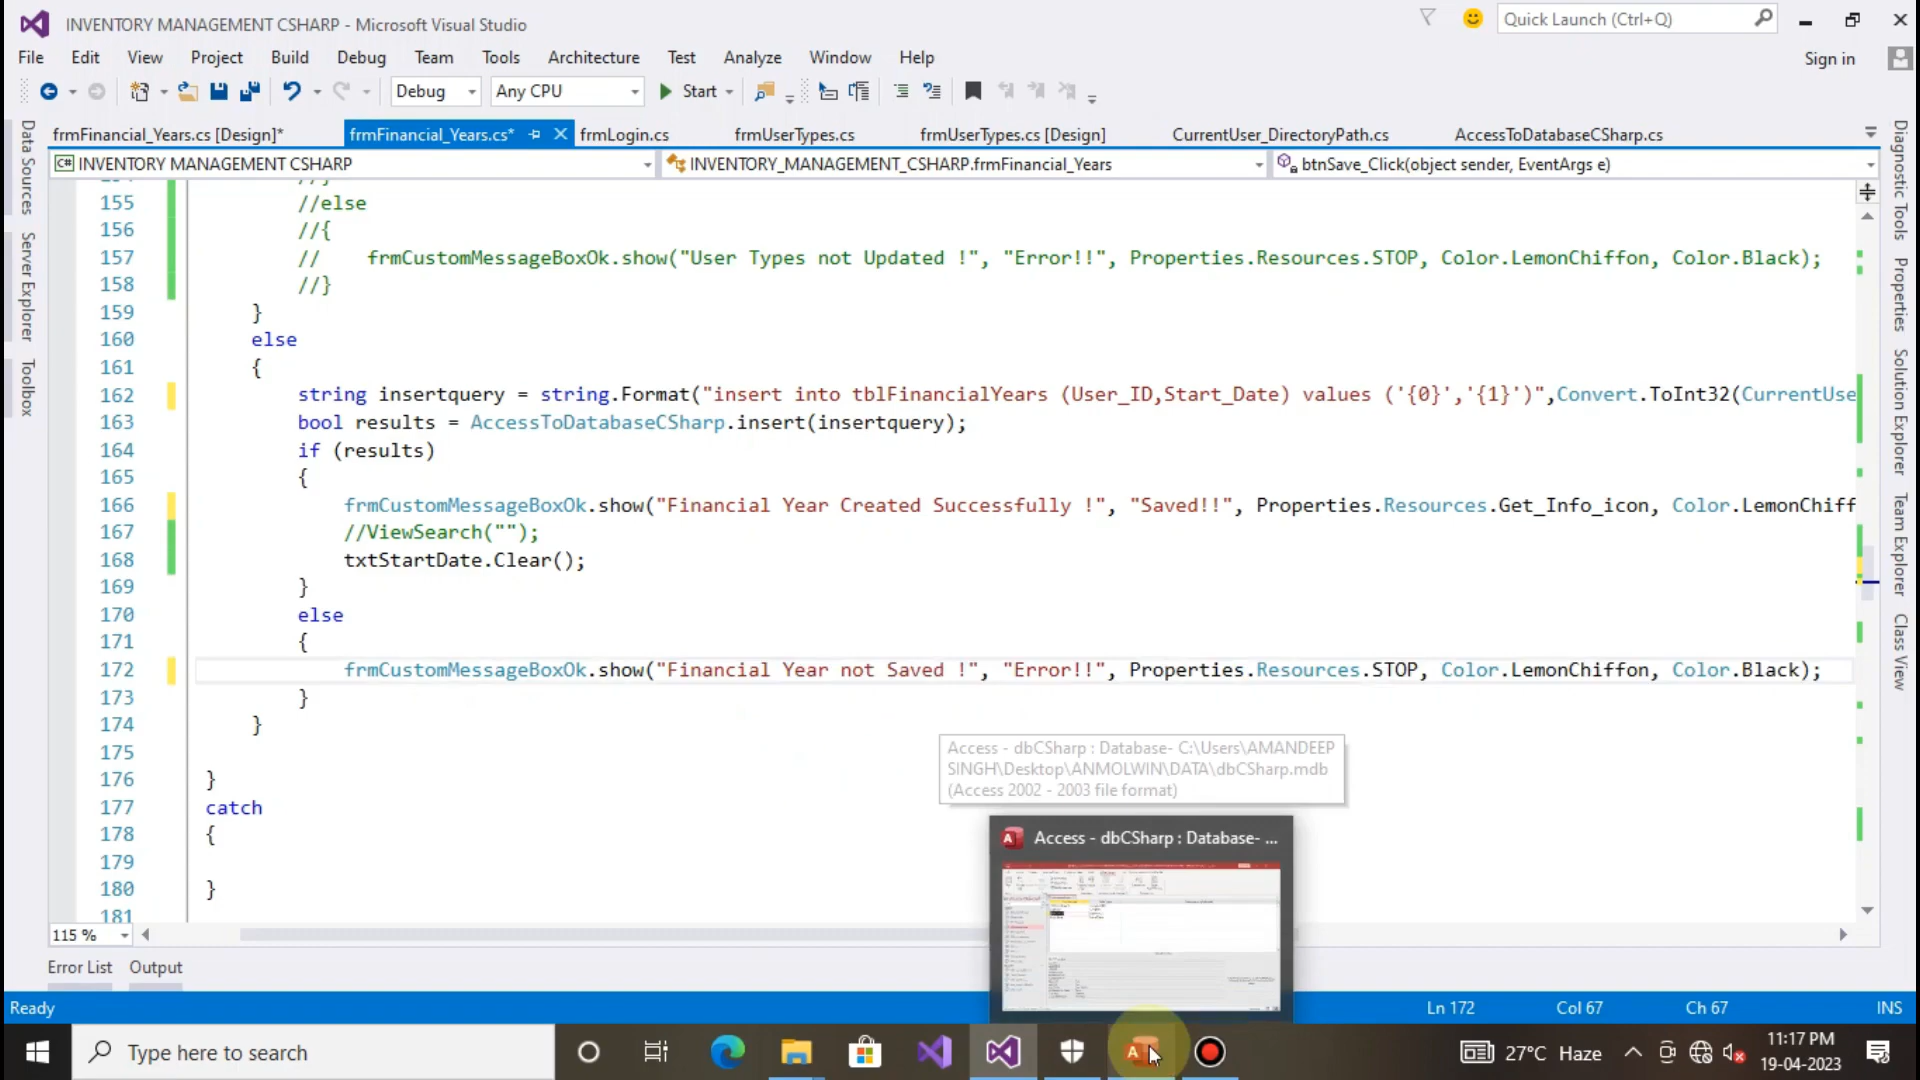 INVENTORY MANAGEMENT CSHARP - Microsoft Visual Studio
Quick Launch (Ctrl+Q)
File Edit View Project Build Debug Team Tools Architecture Test Analyze Window Help
Sign in
Debug Any CPU Start
frmFinancial_Years.cs [Design]* frmFinancial_Years.cs* frmLogin.cs frmUserTypes.cs frmUserTypes.cs [Design] CurrentUser_DirectoryPath.cs AccessToDatabaseCSharp.cs
C# INVENTORY MANAGEMENT CSHARP INVENTORY_MANAGEMENT_CSHARP.frmFinancial_Years btnSave_Click(object sender, EventArgs e)
Data Sources
Server Explorer
Toolbox
155 //else
156 //{
157 // frmCustomMessageBoxOk.show("User Types not Updated !", "Error!!", Properties.Resources.STOP, Color.LemonChiffon, Color.Black);
158 //}
159 }
160 else
161 {
162 string insertquery = string.Format("insert into tblFinancialYears (User_ID,Start_Date) values ('{0}','{1}')",Convert.ToInt32(CurrentUse
163 bool results = AccessToDatabaseCSharp.insert(insertquery);
164 if (results)
165 {
166 frmCustomMessageBoxOk.show("Financial Year Created Successfully !", "Saved!!", Properties.Resources.Get_Info_icon, Color.LemonChiff
167 //ViewSearch("");
168 txtStartDate.Clear();
169 }
170 else
171 {
172 frmCustomMessageBoxOk.show("Financial Year not Saved !", "Error!!", Properties.Resources.STOP, Color.LemonChiffon, Color.Black);
173 }
174 }
175
176 }
177 catch
178 {
179
180 }
181
Diagnostic Tools
Properties
Solution Explorer
Team Explorer
Class View
Access - dbCSharp : Database- C:\Users\AMANDEEP
SINGH\Desktop\ANMOLWIN\DATA\dbCSharp.mdb
(Access 2002 - 2003 file format)
Access - dbCSharp : Database- ...
115 %
Error List Output
Ready Ln 172 Col 67 Ch 67 INS
Type here to search
27°C Haze
11:17 PM
19-04-2023